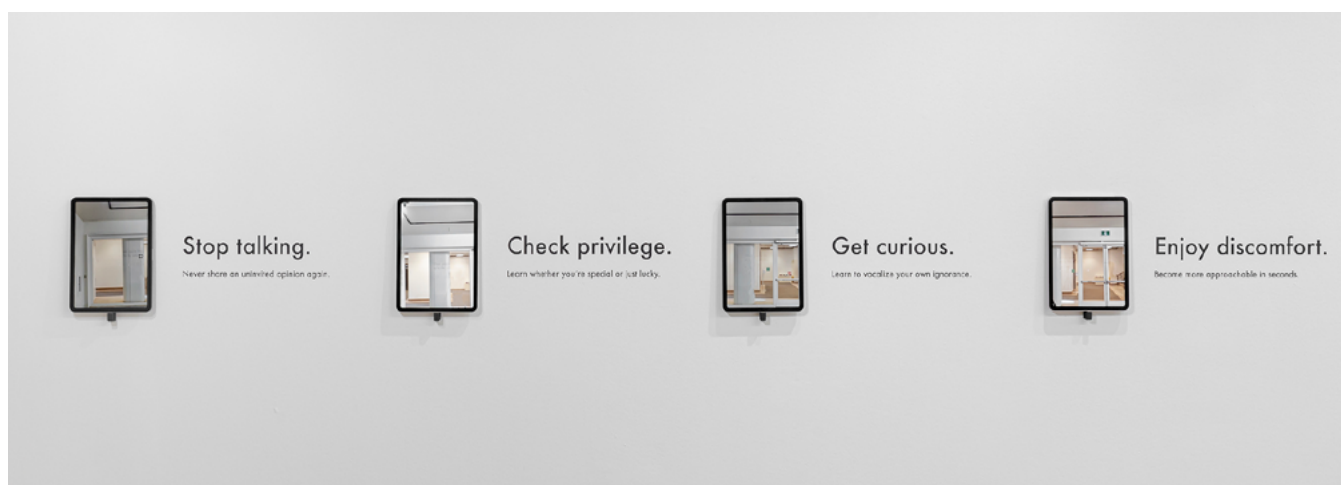 Stop talking.
Never share an uninvited opinion again.
Check privilege.
Learn whether you're special or just lucky.
Get curious.
Learn to vocalize your own ignorance.
Enjoy discomfort.
Become more approachable in seconds.